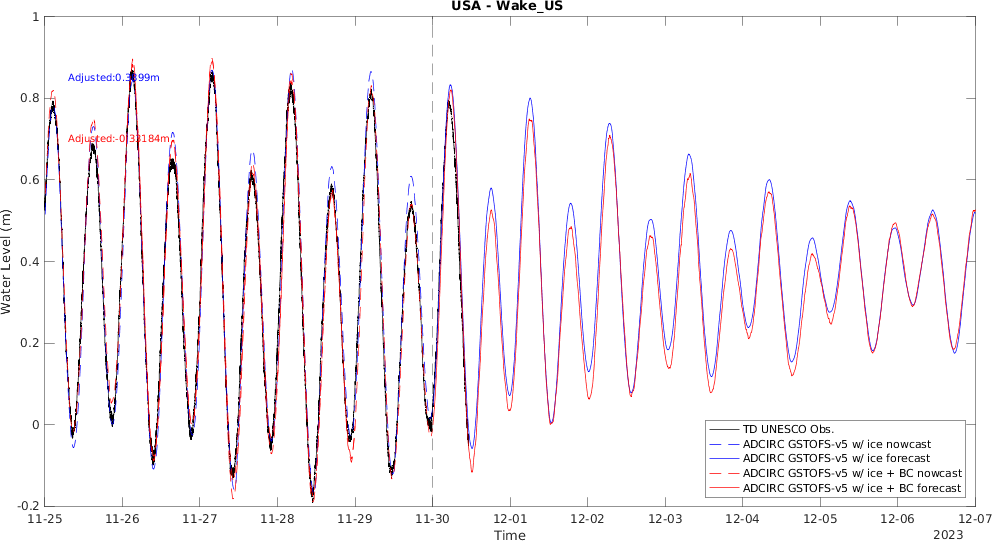 USA - Wake_US
Water Level (m)
1
0.8
0.6
0.4
0.2
0
-0.2
Adjusted:0.3399m
Adjusted:-0.33184m
TD UNESCO Obs.
ADCIRC GSTOFS-v5 w/ ice nowcast
ADCIRC GSTOFS-v5 w/ ice forecast
ADCIRC GSTOFS-v5 w/ ice + BC nowcast
ADCIRC GSTOFS-v5 w/ ice + BC forecast
11-25 11-26 11-27 11-28 11-29 11-30 12-01 12-02 12-03 12-04 12-05 12-06 12-07
Time
2023